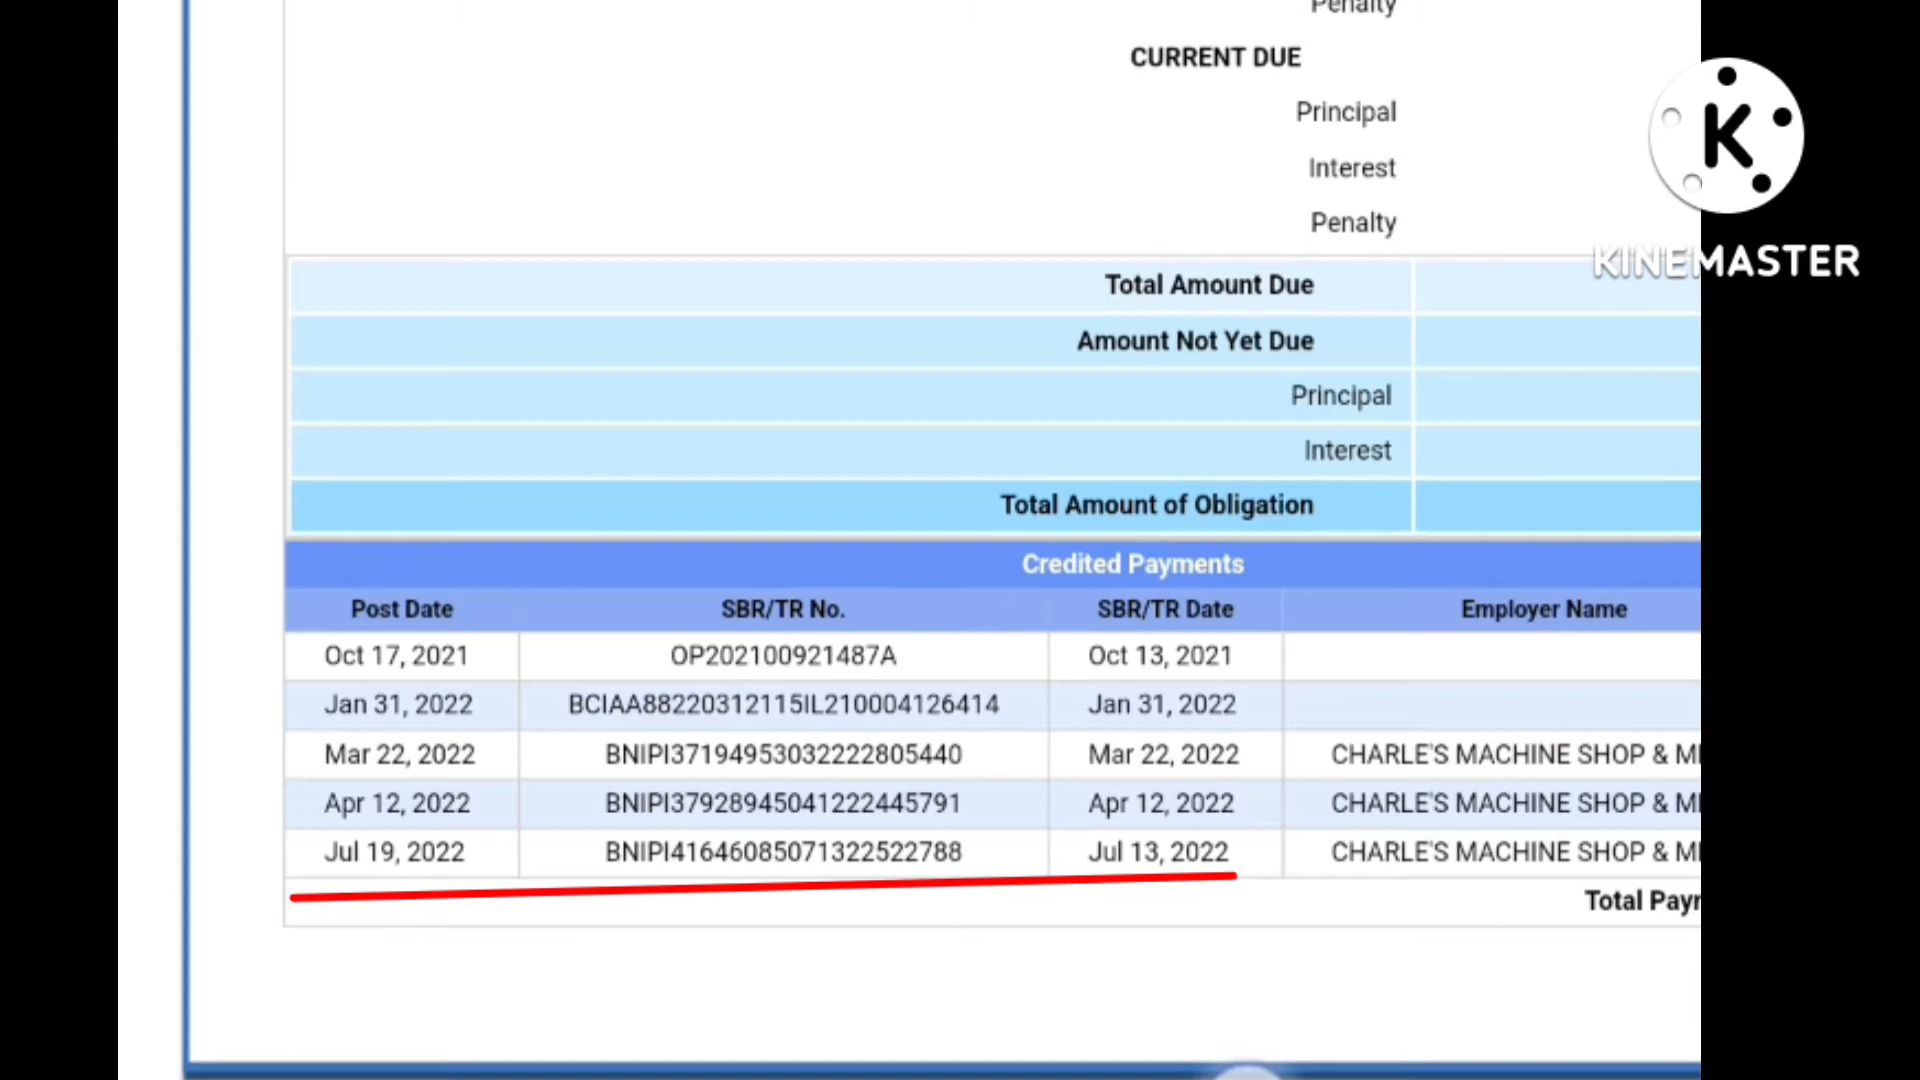 Penalty
CURRENT DUE
Principal
Interest
Penalty
K
KINEMASTER
Total Amount Due
Amount Not Yet Due
Principal
Interest
Total Amount of Obligation
Credited Payments
Post Date SBR/TR No. SBR/TR Date Employer Name
Oct 17, 2021 OP202100921487A Oct 13, 2021
Jan 31, 2022 BCIAA88220312115IL210004126414 Jan 31, 2022
Mar 22, 2022 BNIPI37194953032222805440 Mar 22, 2022 CHARLE'S MACHINE SHOP &
Apr 12, 2022 BNIPI37928945041222445791 Apr 12, 2022 CHARLE'S MACHINE SHOP &
Jul 19, 2022 BNIPI41646085071322522788 Jul 13, 2022 CHARLE'S MACHINE SHOP &
Total